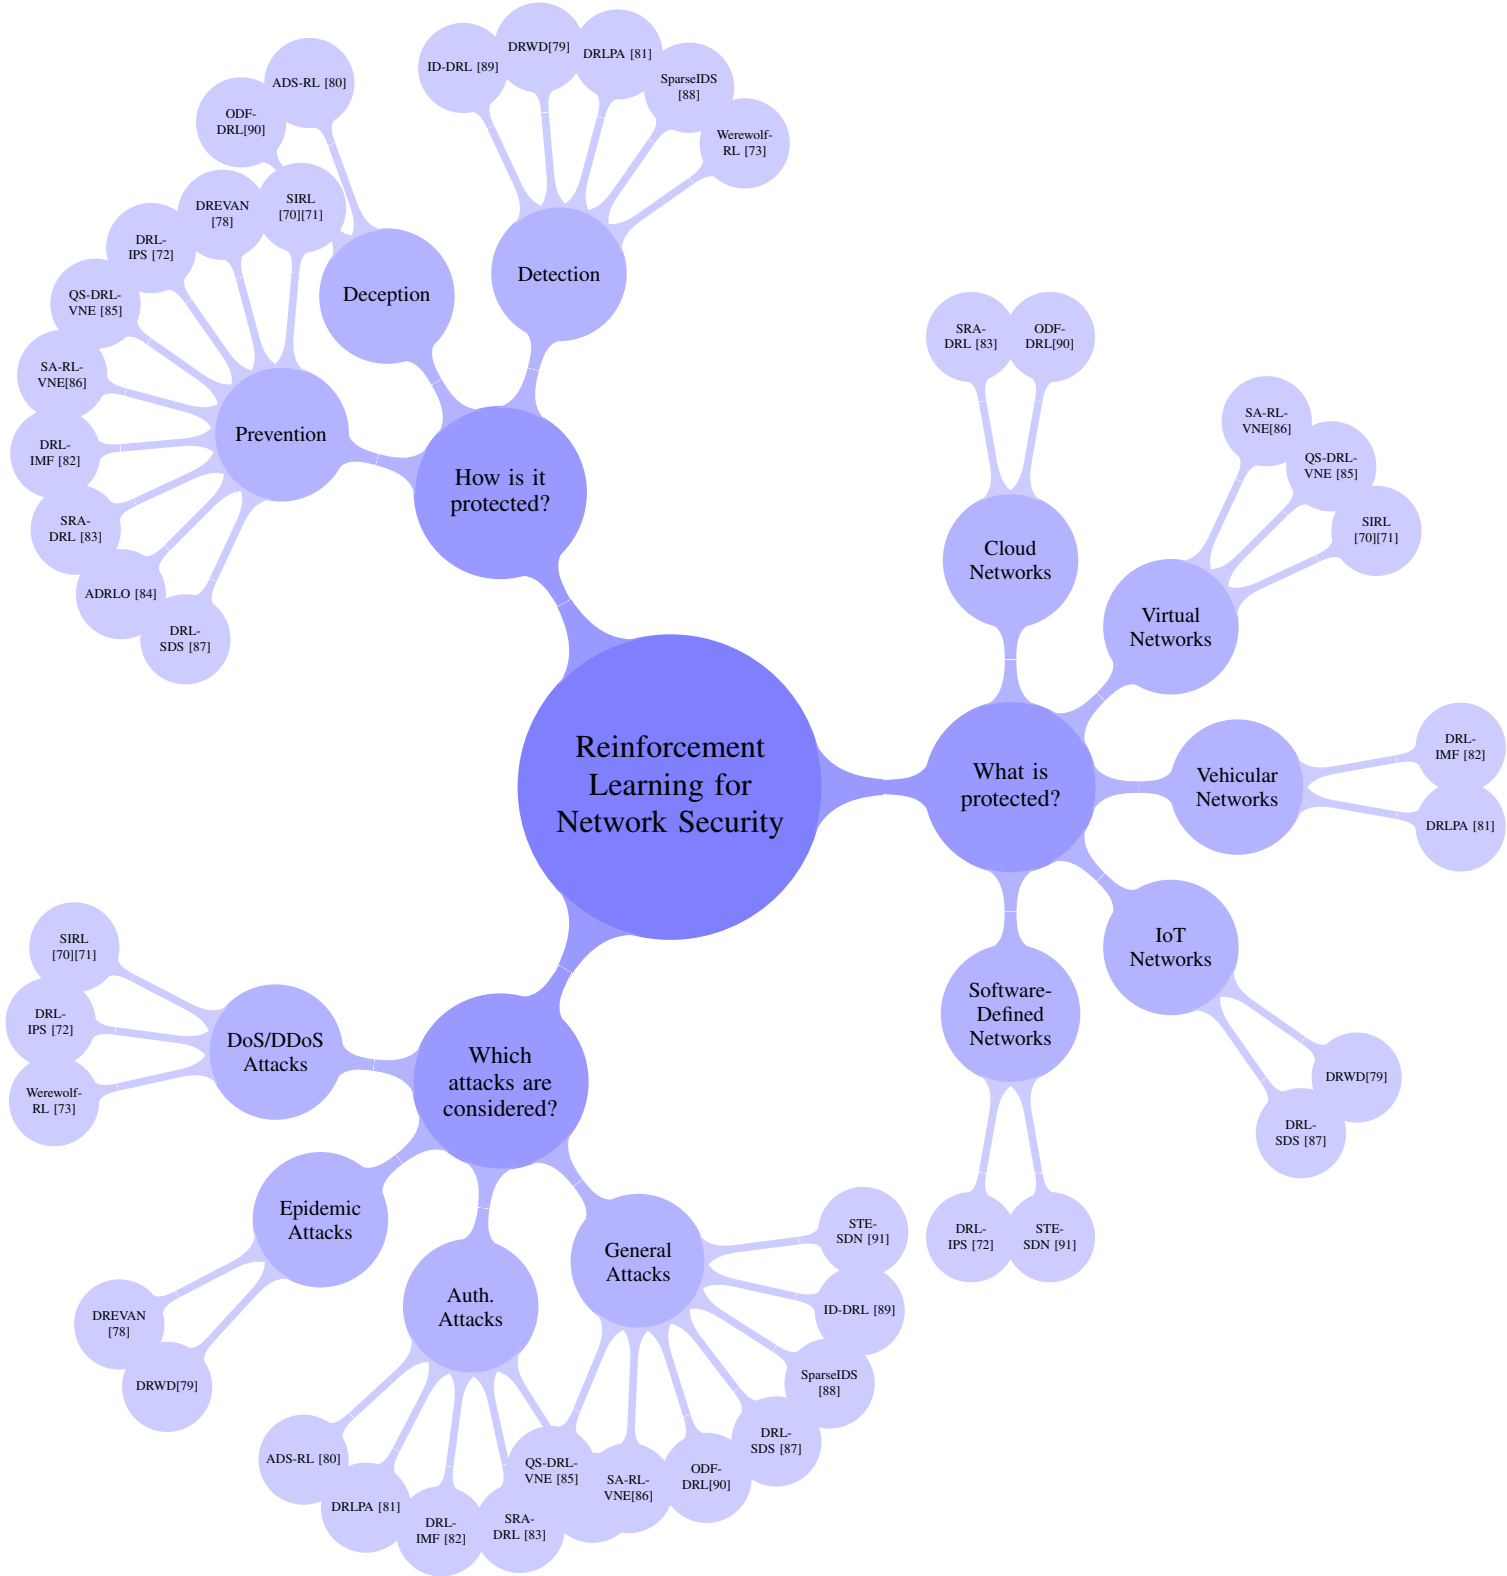 Reinforcement
Learning for
Network Security
How is it
protected?
Detection
ID-DRL [89]
DRWD[79]
DRLPA [81]
SparseIDS
[88]
Werewolf-
RL [73]
Deception
ADS-RL [80]
ODF-
DRL[90]
Prevention
SIRL
[70][71]
DREVAN
[78]
DRL-
IPS [72]
QS-DRL-
VNE [85]
SA-RL-
VNE[86]
DRL-
IMF [82]
SRA-
DRL [83]
ADRLO [84]
DRL-
SDS [87]
What is
protected?
Cloud
Networks
SRA-
DRL [83]
ODF-
DRL[90]
Virtual
Networks
SA-RL-
VNE[86]
QS-DRL-
VNE [85]
SIRL
[70][71]
Vehicular
Networks
DRL-
IMF [82]
DRLPA [81]
IoT
Networks
DRWD[79]
DRL-
SDS [87]
Software-
Defined
Networks
DRL-
IPS [72]
STE-
SDN [91]
Which
attacks are
considered?
DoS/DDoS
Attacks
SIRL
[70][71]
DRL-
IPS [72]
Werewolf-
RL [73]
Epidemic
Attacks
DREVAN
[78]
DRWD[79]
Auth.
Attacks
ADS-RL [80]
DRLPA [81]
DRL-
IMF [82]
SRA-
DRL [83]
General
Attacks
QS-DRL-
VNE [85]
SA-RL-
VNE[86]
ODF-
DRL[90]
DRL-
SDS [87]
SparseIDS
[88]
ID-DRL [89]
STE-
SDN [91]